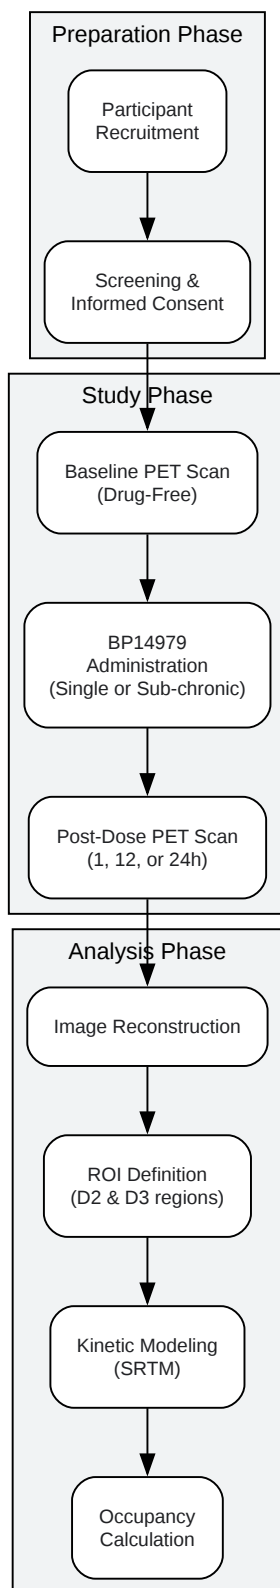 Preparation Phase
Participant
Recruitment
Screening &
Informed Consent
Study Phase
Baseline PET Scan
(Drug-Free)
BP14979
Administration
(Single or Sub-chronic)
Post-Dose PET Scan
(1, 12, or 24h)
Analysis Phase
Image Reconstruction
ROI Definition
(D2 & D3 regions)
Kinetic Modeling
(SRTM)
Occupancy
Calculation